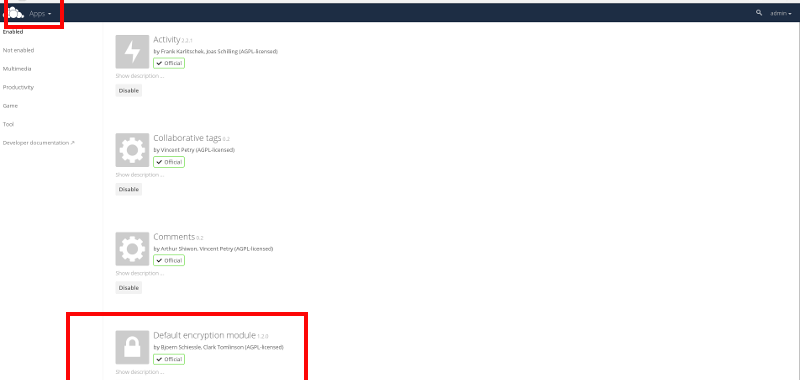 Apps
admin
Enabled
Not enabled
Multimedia
Productivity
Game
Tool
Developer documentation ↗
Activity 2.2.1
by Frank Karlitschek, Joas Schilling (AGPL-licensed)
Official
Show description…
Disable
Collaborative tags 0.2
by Vincent Petry (AGPL-licensed)
Official
Show description…
Disable
Comments 0.2
by Arthur Shiwon, Vincent Petry (AGPL-licensed)
Official
Show description…
Disable
Default encryption module 1.2.0
by Bjoern Schiessle, Clark Tomlinson (AGPL-licensed)
Official
Show description…